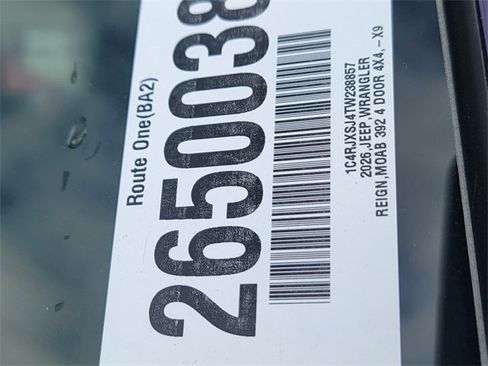 Route One(BA2)
2650038
1C4RJXSJ4TW238857
2026,JEEP,WRANGLER
REIGN,MOAB 392 4 DOOR 4X4,-X9